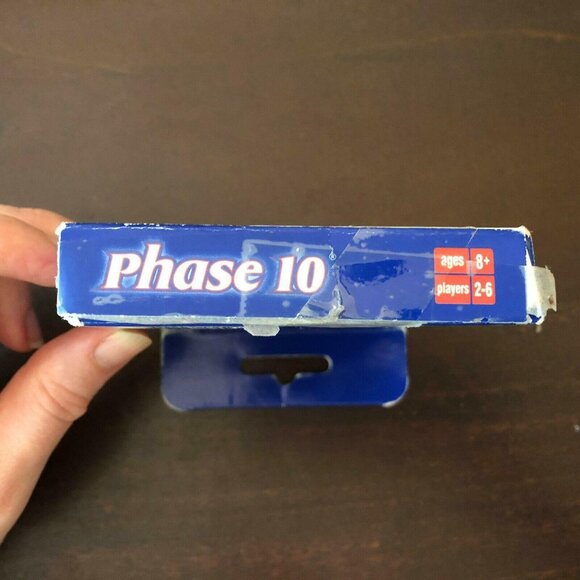 Phase 10®
ages 8+
players 2-6